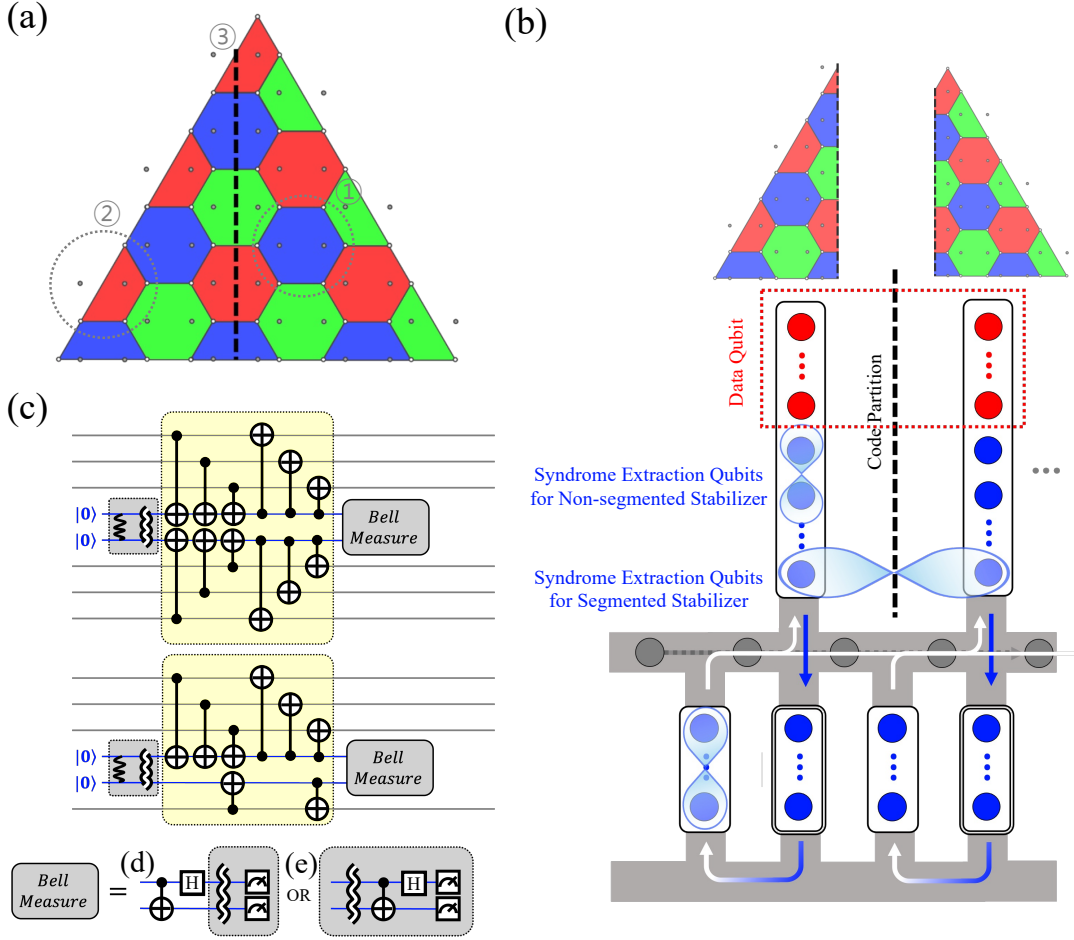 (a)
③
①
②
(b)
Data Qubit
Code Partition
Syndrome Extraction Qubits
for Non-segmented Stabilizer
Syndrome Extraction Qubits
for Segmented Stabilizer
(c)
|0⟩
|0⟩
Bell
Measure
|0⟩
|0⟩
Bell
Measure
Bell
Measure
=
(d)
H
(e)
OR
H